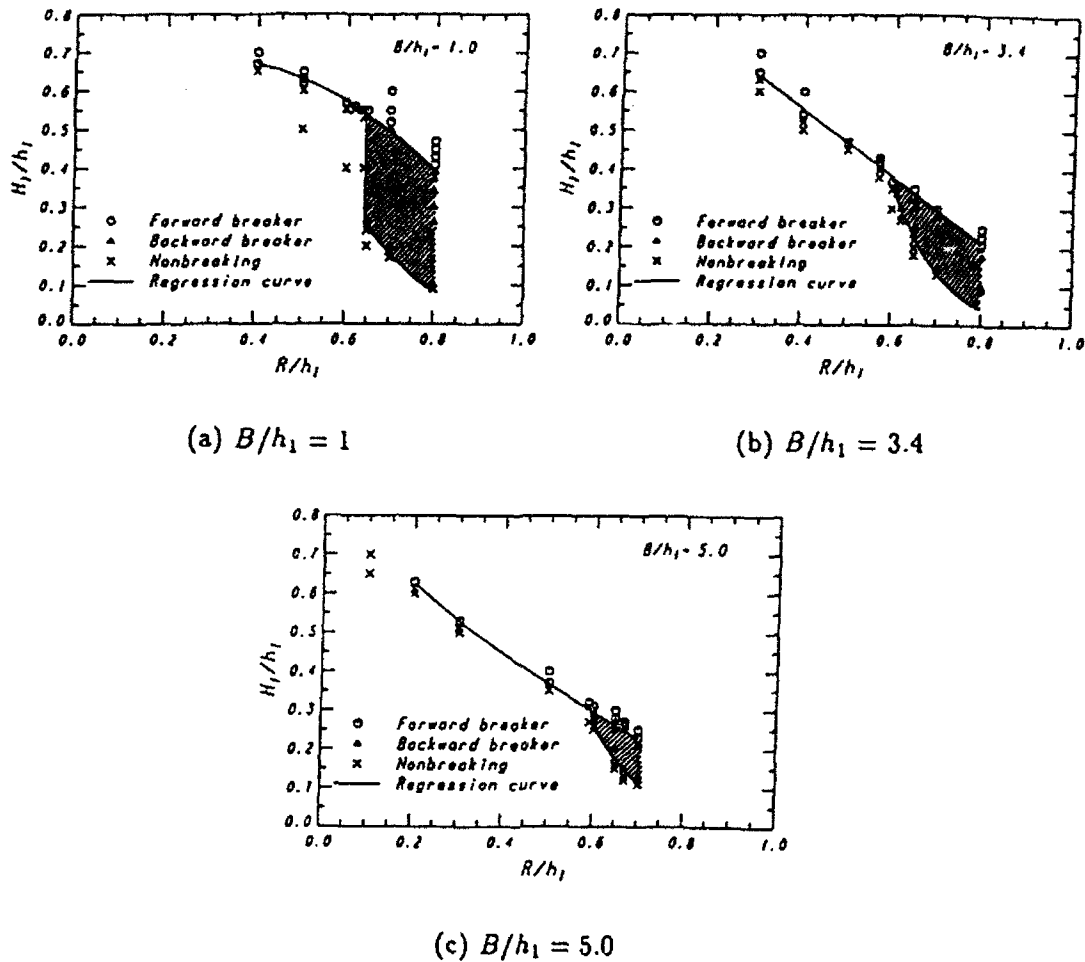 0.8
0.7
0.6
0.5
0.4
0.3
0.2
0.1
0.0
H₁/h₁
B/h₁ - 1.0
Forward breaker
Backward breaker
Nonbreaking
Regression curve
0.0 0.2 0.4 0.6 0.8 1.0
R/h₁
(a) B/h₁ = 1
0.8
0.7
0.6
0.5
0.4
0.3
0.2
0.1
0.0
H₁/h₁
B/h₁ - 3.4
Forward breaker
Backward breaker
Nonbreaking
Regression curve
0.0 0.2 0.4 0.6 0.8 1.0
R/h₁
(b) B/h₁ = 3.4
0.8
0.7
0.6
0.5
0.4
0.3
0.2
0.1
0.0
H₁/h₁
B/h₁ - 5.0
Forward breaker
Backward breaker
Nonbreaking
Regression curve
0.0 0.2 0.4 0.6 0.8 1.0
R/h₁
(c) B/h₁ = 5.0